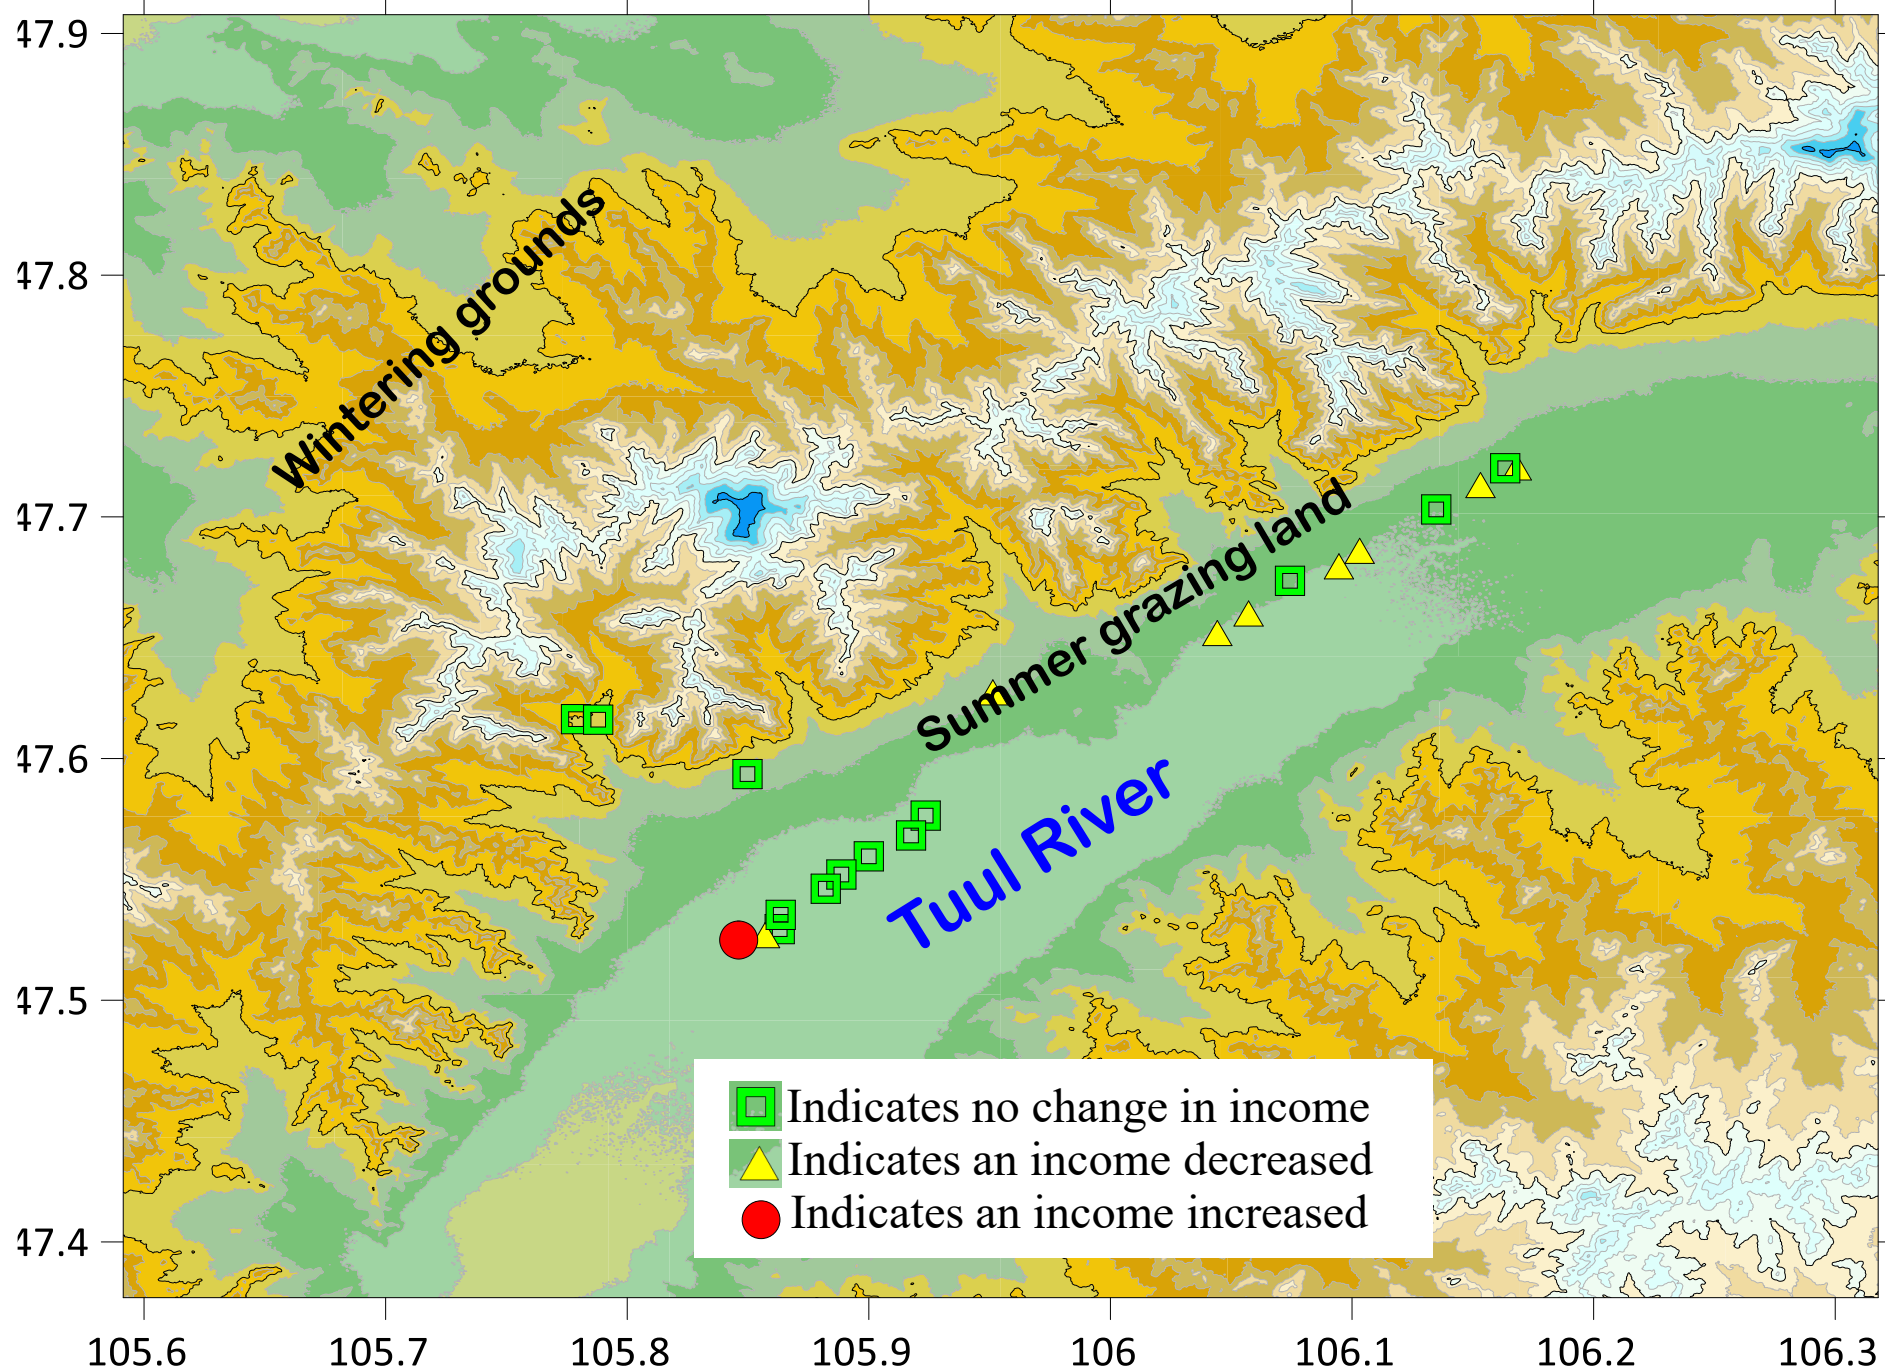 47.9
47.8
47.7
47.6
47.5
47.4
Wintering grounds
Summer grazing land
Tuul River
Indicates no change in income
Indicates an income decreased
Indicates an income increased
105.6 105.7 105.8 105.9 106 106.1 106.2 106.3